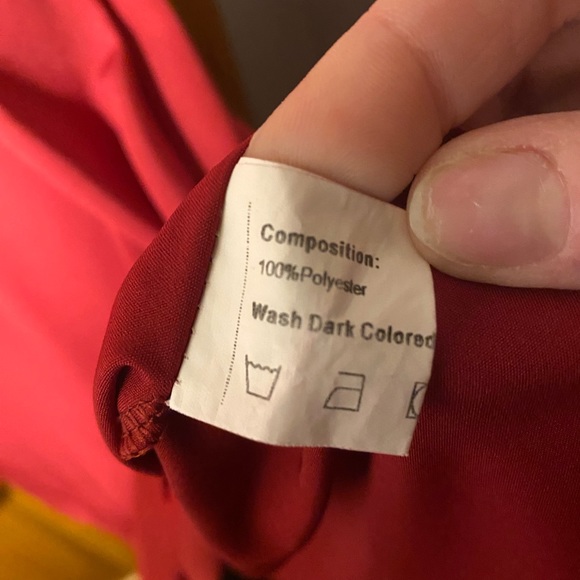 Composition:
100%Polyester
Wash Dark Colored